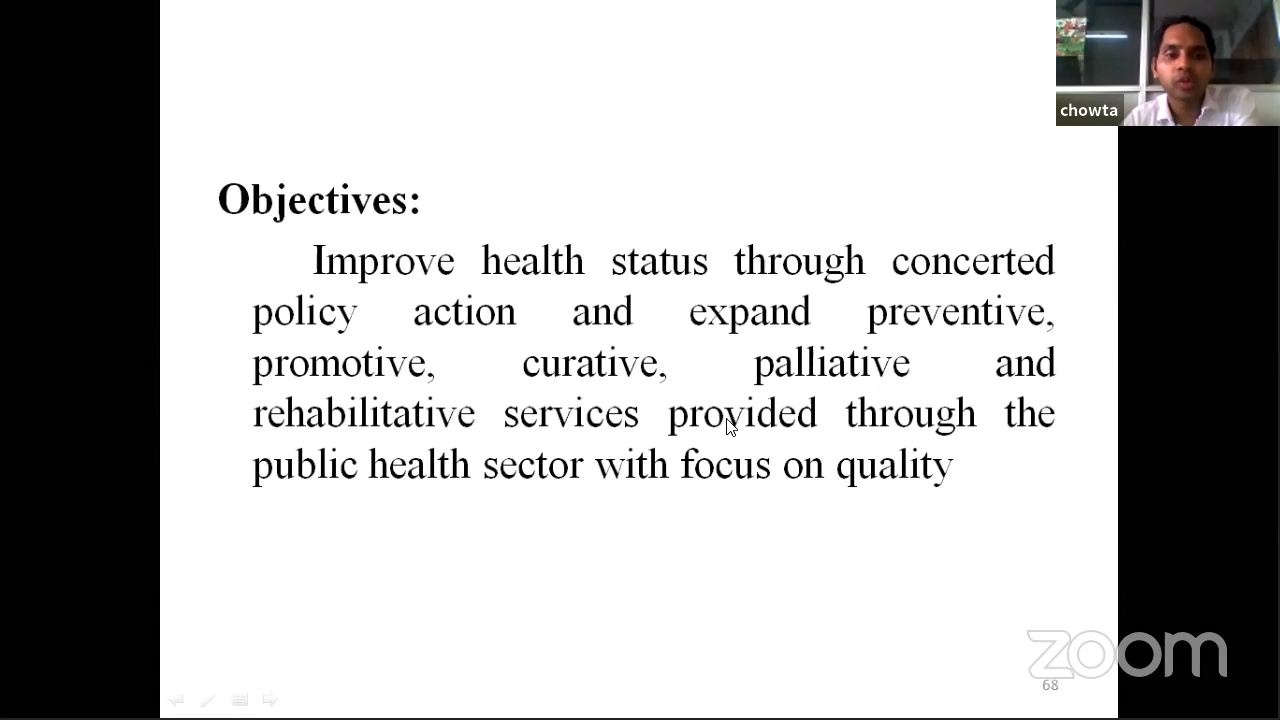 chowta
Objectives:
Improve health status through concerted
policy action and expand preventive,
promotive, curative, palliative and
rehabilitative services provided through the
public health sector with focus on quality
zoom
68